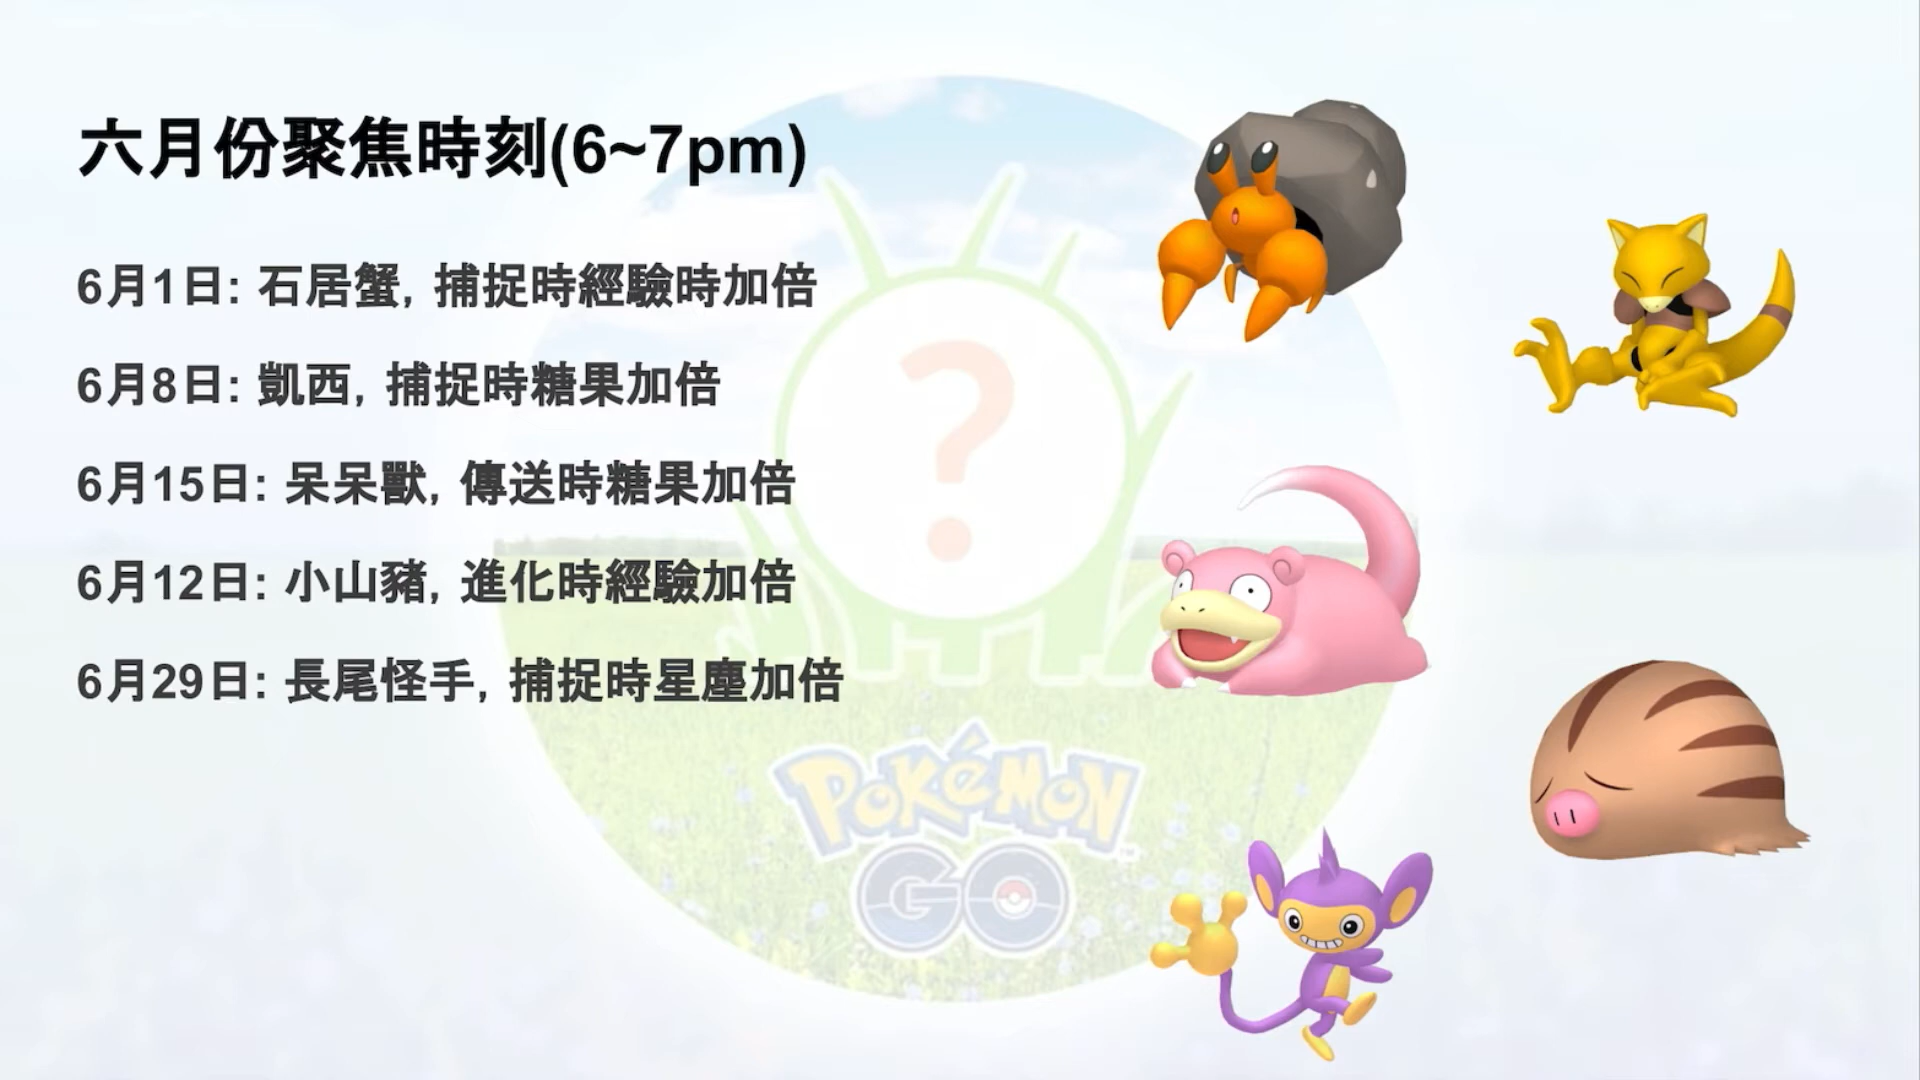 六月份聚焦時刻(6~7pm)
6月1日: 石居蟹, 捕捉時經驗時加倍
6月8日: 凱西, 捕捉時糖果加倍
6月15日: 呆呆獸, 傳送時糖果加倍
6月12日: 小山豬, 進化時經驗加倍
6月29日: 長尾怪手, 捕捉時星塵加倍
?
POKéMON
GO